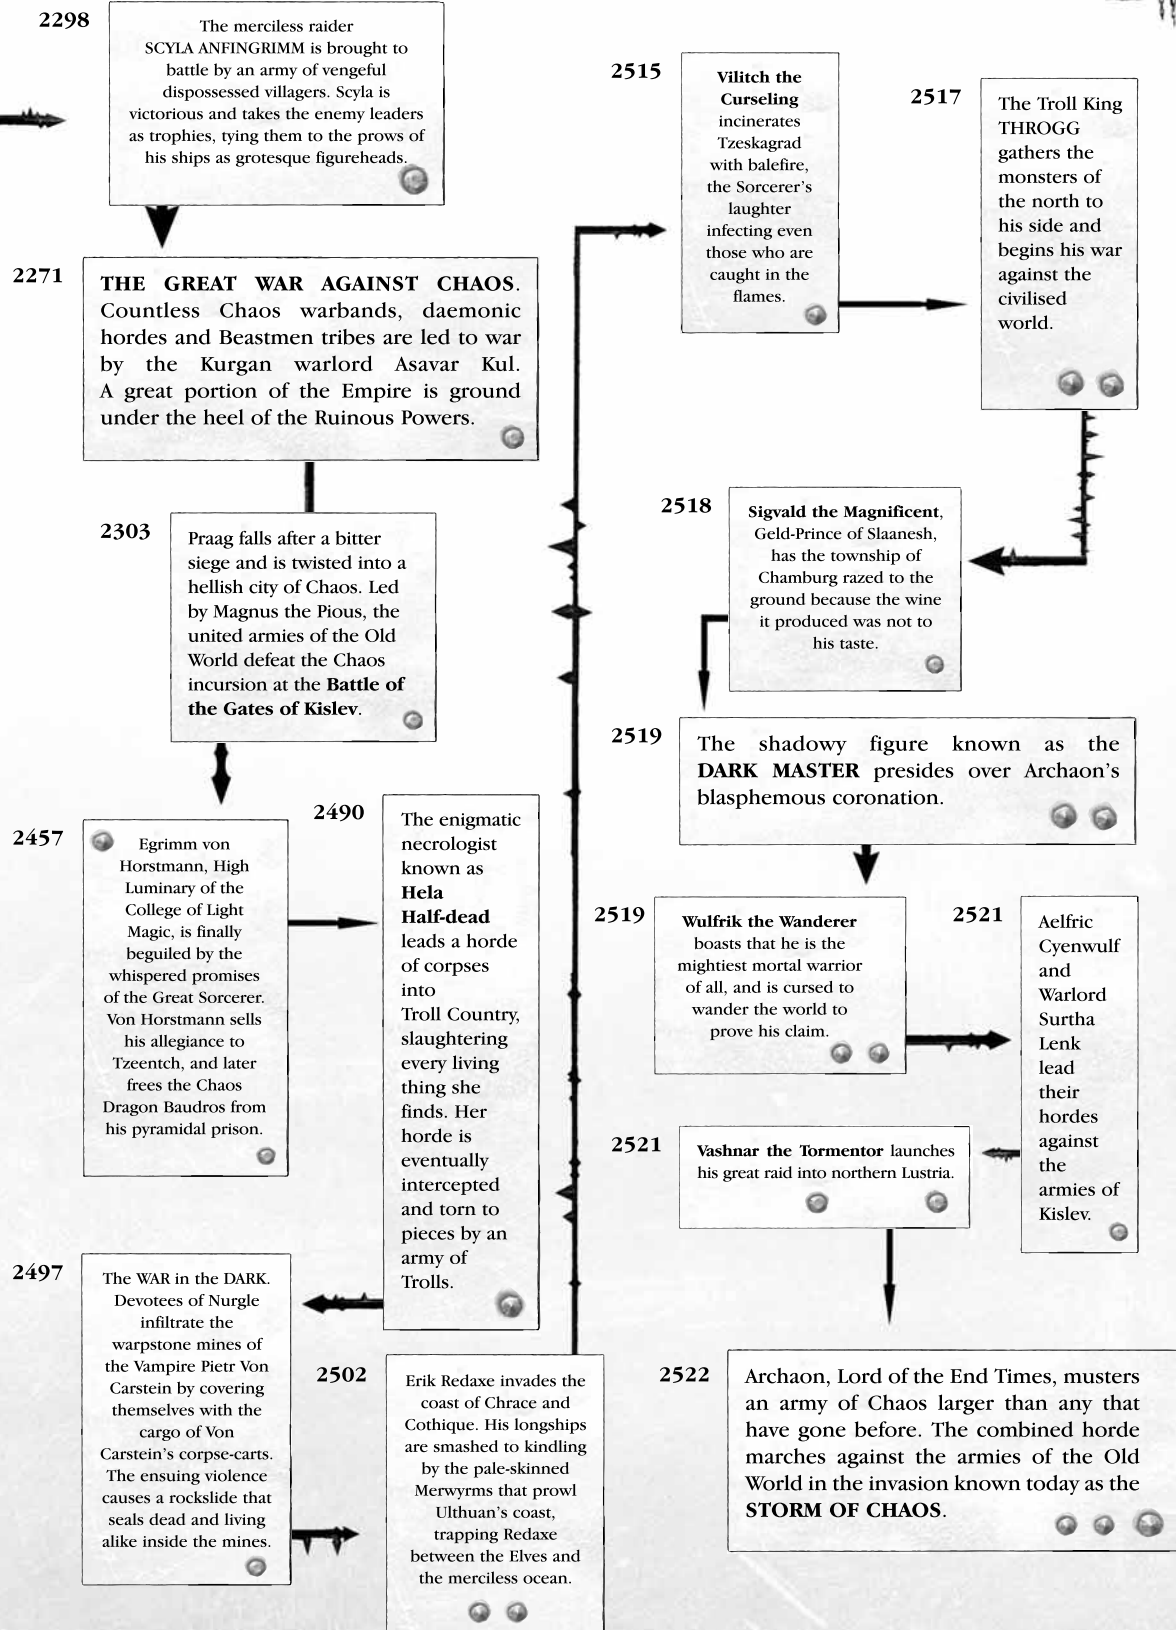 2298
The merciless raider
SCYLA ANFINGRIMM is brought to
battle by an army of vengeful
dispossessed villagers. Scyla is
victorious and takes the enemy leaders
as trophies, tying them to the prows of
his ships as grotesque figureheads.
2271
THE GREAT WAR AGAINST CHAOS.
Countless Chaos warbands, daemonic
hordes and Beastmen tribes are led to war
by the Kurgan warlord Asavar Kul.
A great portion of the Empire is ground
under the heel of the Ruinous Powers.
2303
Praag falls after a bitter
siege and is twisted into a
hellish city of Chaos. Led
by Magnus the Pious, the
united armies of the Old
World defeat the Chaos
incursion at the Battle of
the Gates of Kislev.
2457
Egrimm von
Horstmann, High
Luminary of the
College of Light
Magic, is finally
beguiled by the
whispered promises
of the Great Sorcerer.
Von Horstmann sells
his allegiance to
Tzeentch, and later
frees the Chaos
Dragon Baudros from
his pyramidal prison.
2490
The enigmatic
necrologist
known as
Hela
Half-dead
leads a horde
of corpses
into
Troll Country,
slaughtering
every living
thing she
finds. Her
horde is
eventually
intercepted
and torn to
pieces by an
army of
Trolls.
2497
The WAR in the DARK.
Devotees of Nurgle
infiltrate the
warpstone mines of
the Vampire Pietr Von
Carstein by covering
themselves with the
cargo of Von
Carstein's corpse-carts.
The ensuing violence
causes a rockslide that
seals dead and living
alike inside the mines.
2502
Erik Redaxe invades the
coast of Chrace and
Cothique. His longships
are smashed to kindling
by the pale-skinned
Merwyrms that prowl
Ulthuan's coast,
trapping Redaxe
between the Elves and
the merciless ocean.
2515
Vilitch the
Curseling
incinerates
Tzeskagrad
with balefire,
the Sorcerer's
laughter
infecting even
those who are
caught in the
flames.
2517
The Troll King
THROGG
gathers the
monsters of
the north to
his side and
begins his war
against the
civilised
world.
2518
Sigvald the Magnificent,
Geld-Prince of Slaanesh,
has the township of
Chamburg razed to the
ground because the wine
it produced was not to
his taste.
2519
The shadowy figure known as the
DARK MASTER presides over Archaon's
blasphemous coronation.
2519
Wulfrik the Wanderer
boasts that he is the
mightiest mortal warrior
of all, and is cursed to
wander the world to
prove his claim.
2521
Aelfric
Cyenwulf
and
Warlord
Surtha
Lenk
lead
their
hordes
against
the
armies of
Kislev.
2521
Vashnar the Tormentor launches
his great raid into northern Lustria.
2522
Archaon, Lord of the End Times, musters
an army of Chaos larger than any that
have gone before. The combined horde
marches against the armies of the Old
World in the invasion known today as the
STORM OF CHAOS.